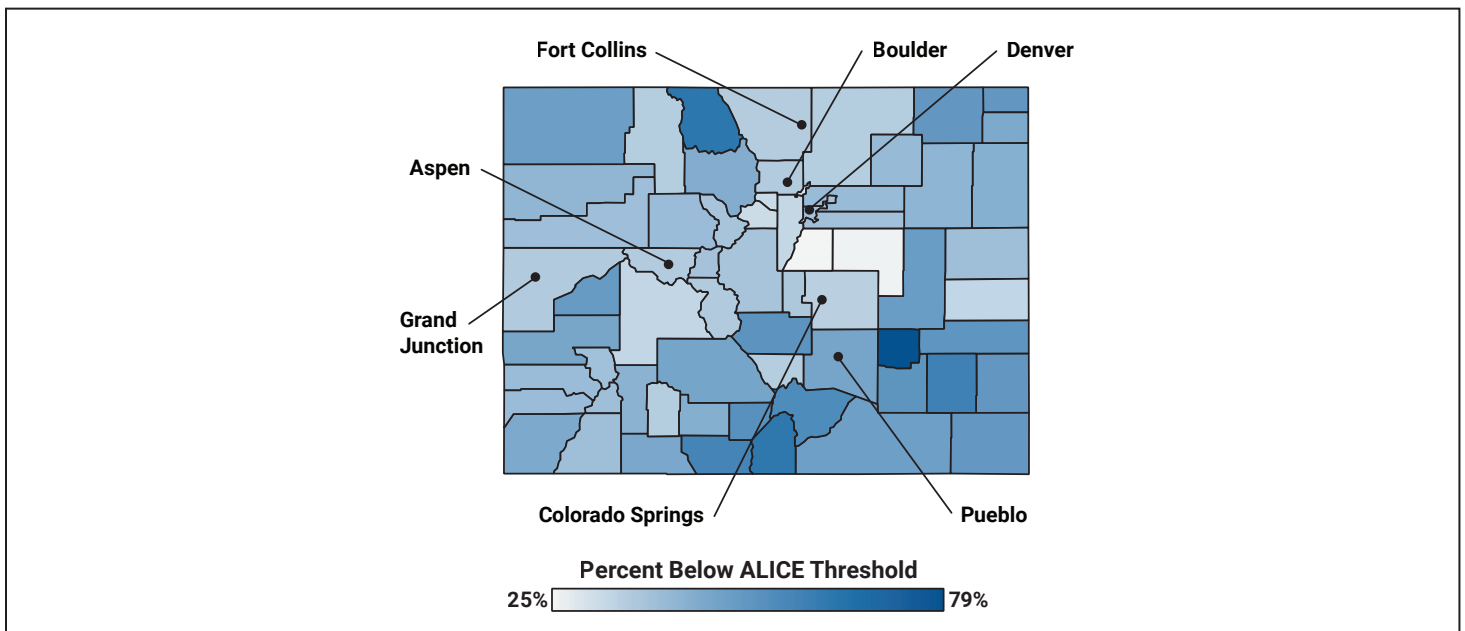 Fort Collins
Boulder
Denver
Aspen
Grand
Junction
Colorado Springs
Pueblo
Percent Below ALICE Threshold
25%
79%